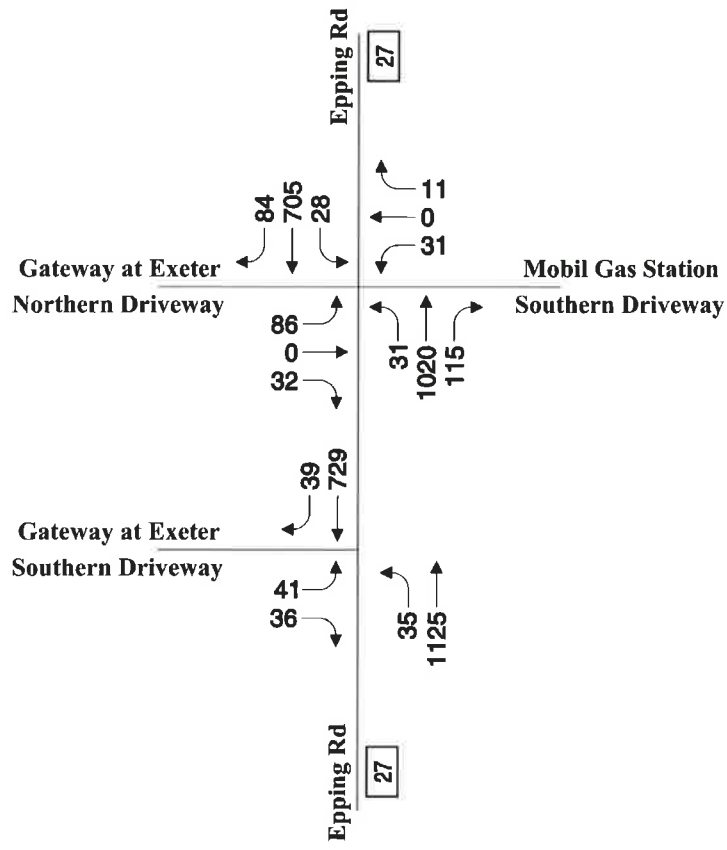 Epping Rd
27
84
705
28
11
0
31
Gateway at Exeter
Northern Driveway
Mobil Gas Station
Southern Driveway
86
0
32
31
1020
115
39
729
Gateway at Exeter
Southern Driveway
41
36
35
1125
Epping Rd
27